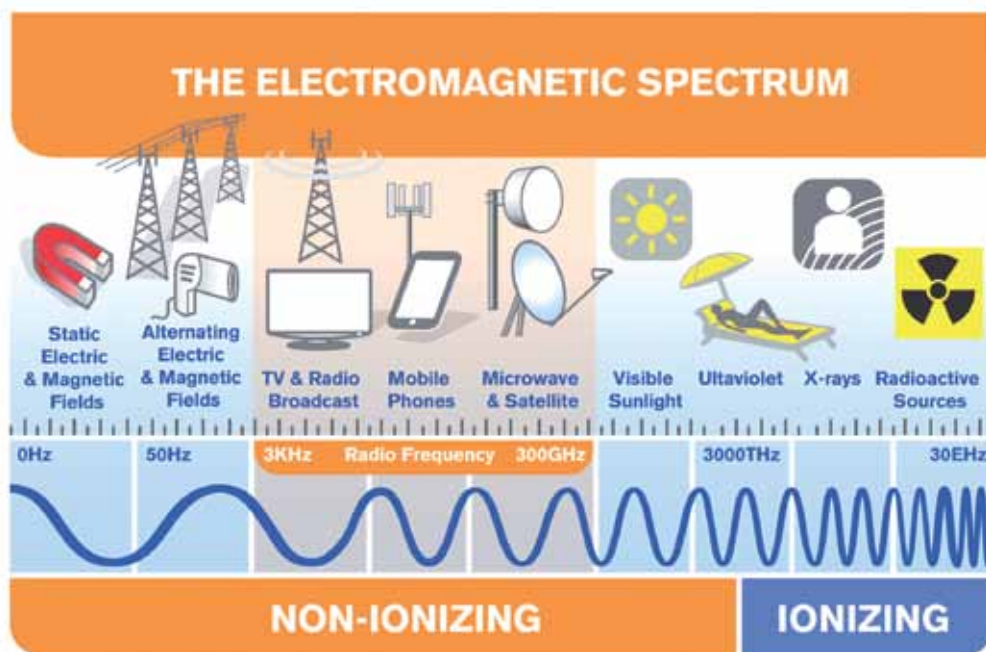 THE ELECTROMAGNETIC SPECTRUM
Static
Electric
& Magnetic
Fields
Alternating
Electric
& Magnetic
Fields
TV & Radio
Broadcast
Mobile
Phones
Microwave
& Satellite
Visible
Sunlight
Ultaviolet
X-rays
Radioactive
Sources
0Hz
50Hz
3KHz
Radio Frequency
300GHz
3000THz
30EHz
NON-IONIZING
IONIZING